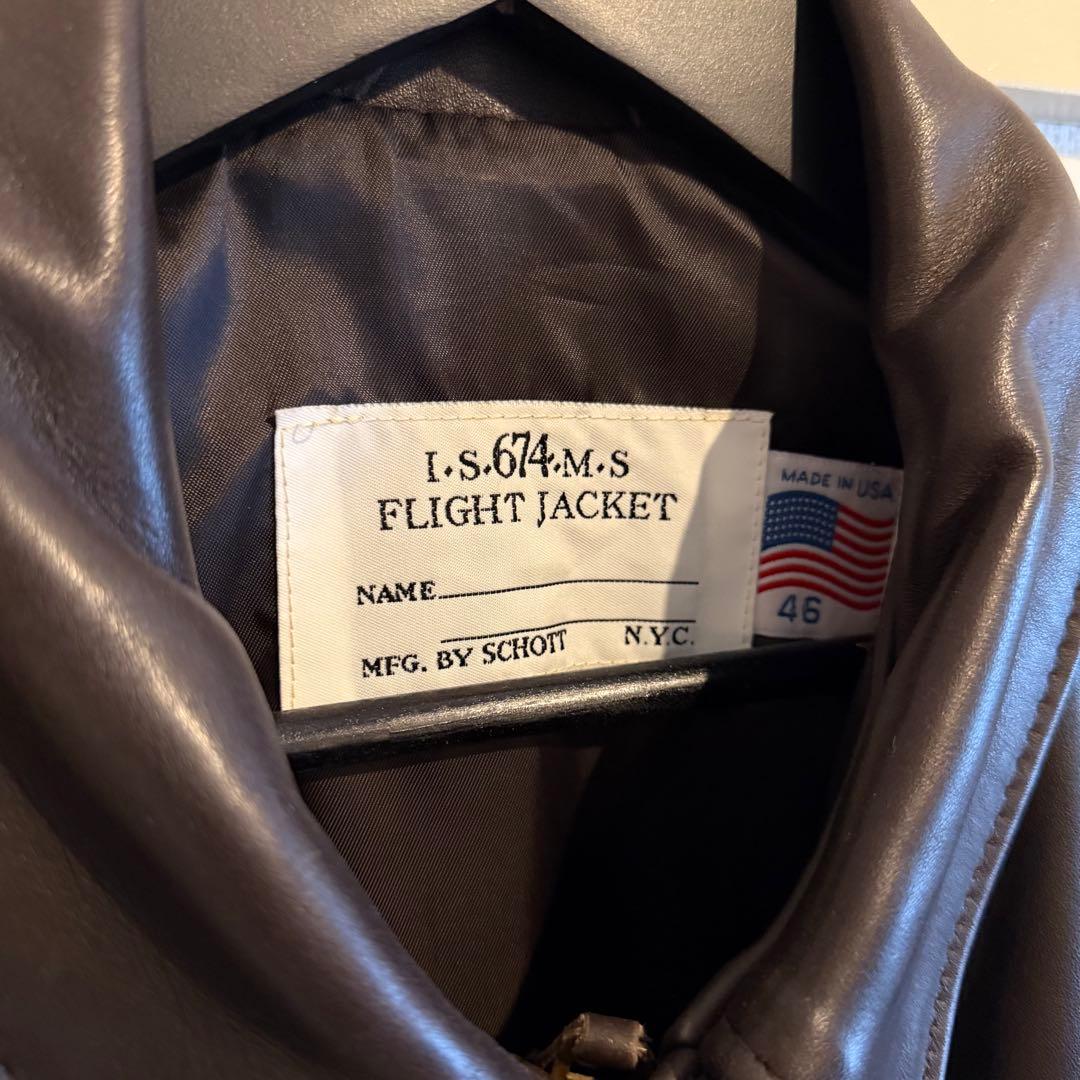 I.S.674.M.S
FLIGHT JACKET
NAME
MFG. BY SCHOTT N.Y.C.
MADE IN USA
46